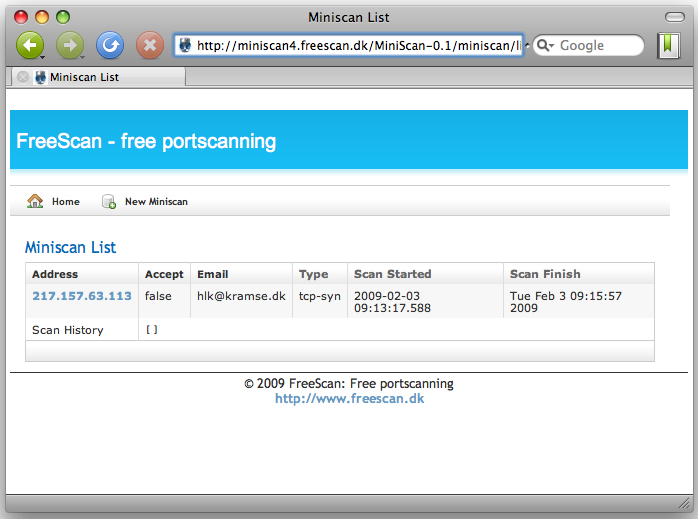 Miniscan List
http://miniscan4.freescan.dk/MiniScan-0.1/miniscan/li
Google
Miniscan List
FreeScan - free portscanning
Home New Miniscan
Miniscan List
Address Accept Email Type Scan Started Scan Finish
217.157.63.113 false hlk@kramse.dk tcp-syn 2009-02-03 09:13:17.588 Tue Feb 3 09:15:57 2009
Scan History []
© 2009 FreeScan: Free portscanning
http://www.freescan.dk